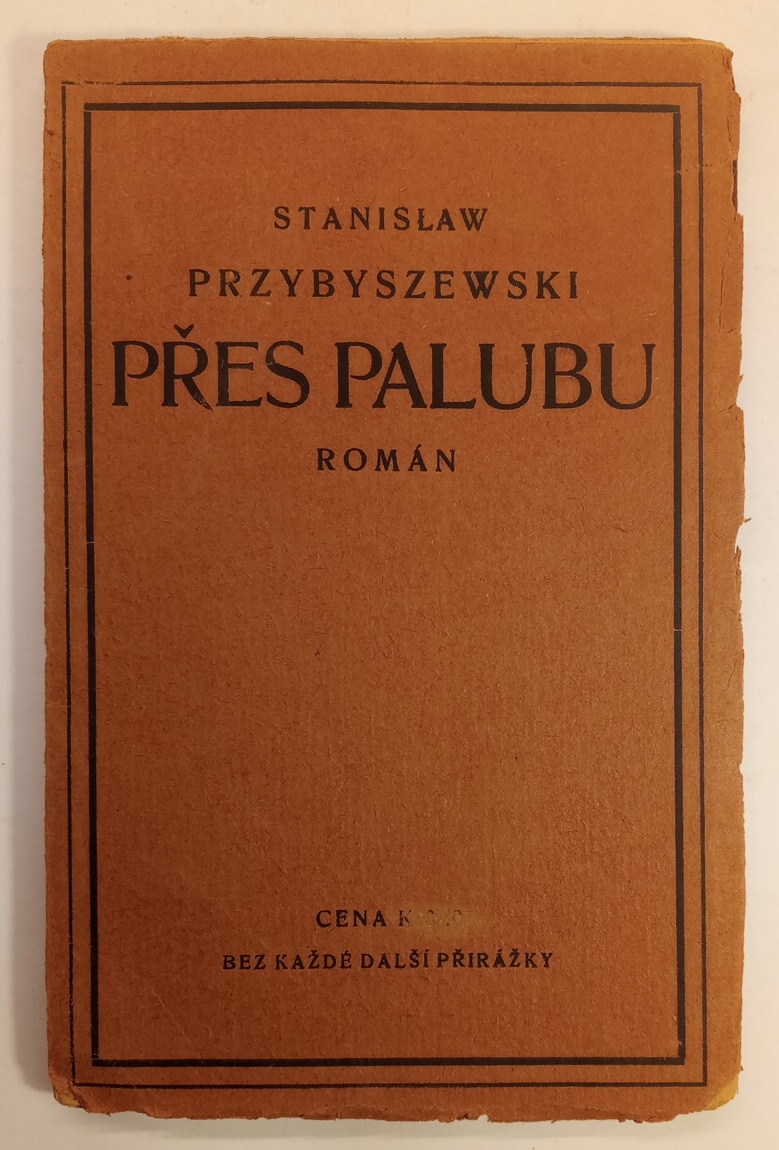 STANISŁAW
PRZYBYSZEWSKI
PŘES PALUBU
ROMÁN
CENA K
BEZ KAŽDÉ DALŠÍ PŘIRÁŽKY